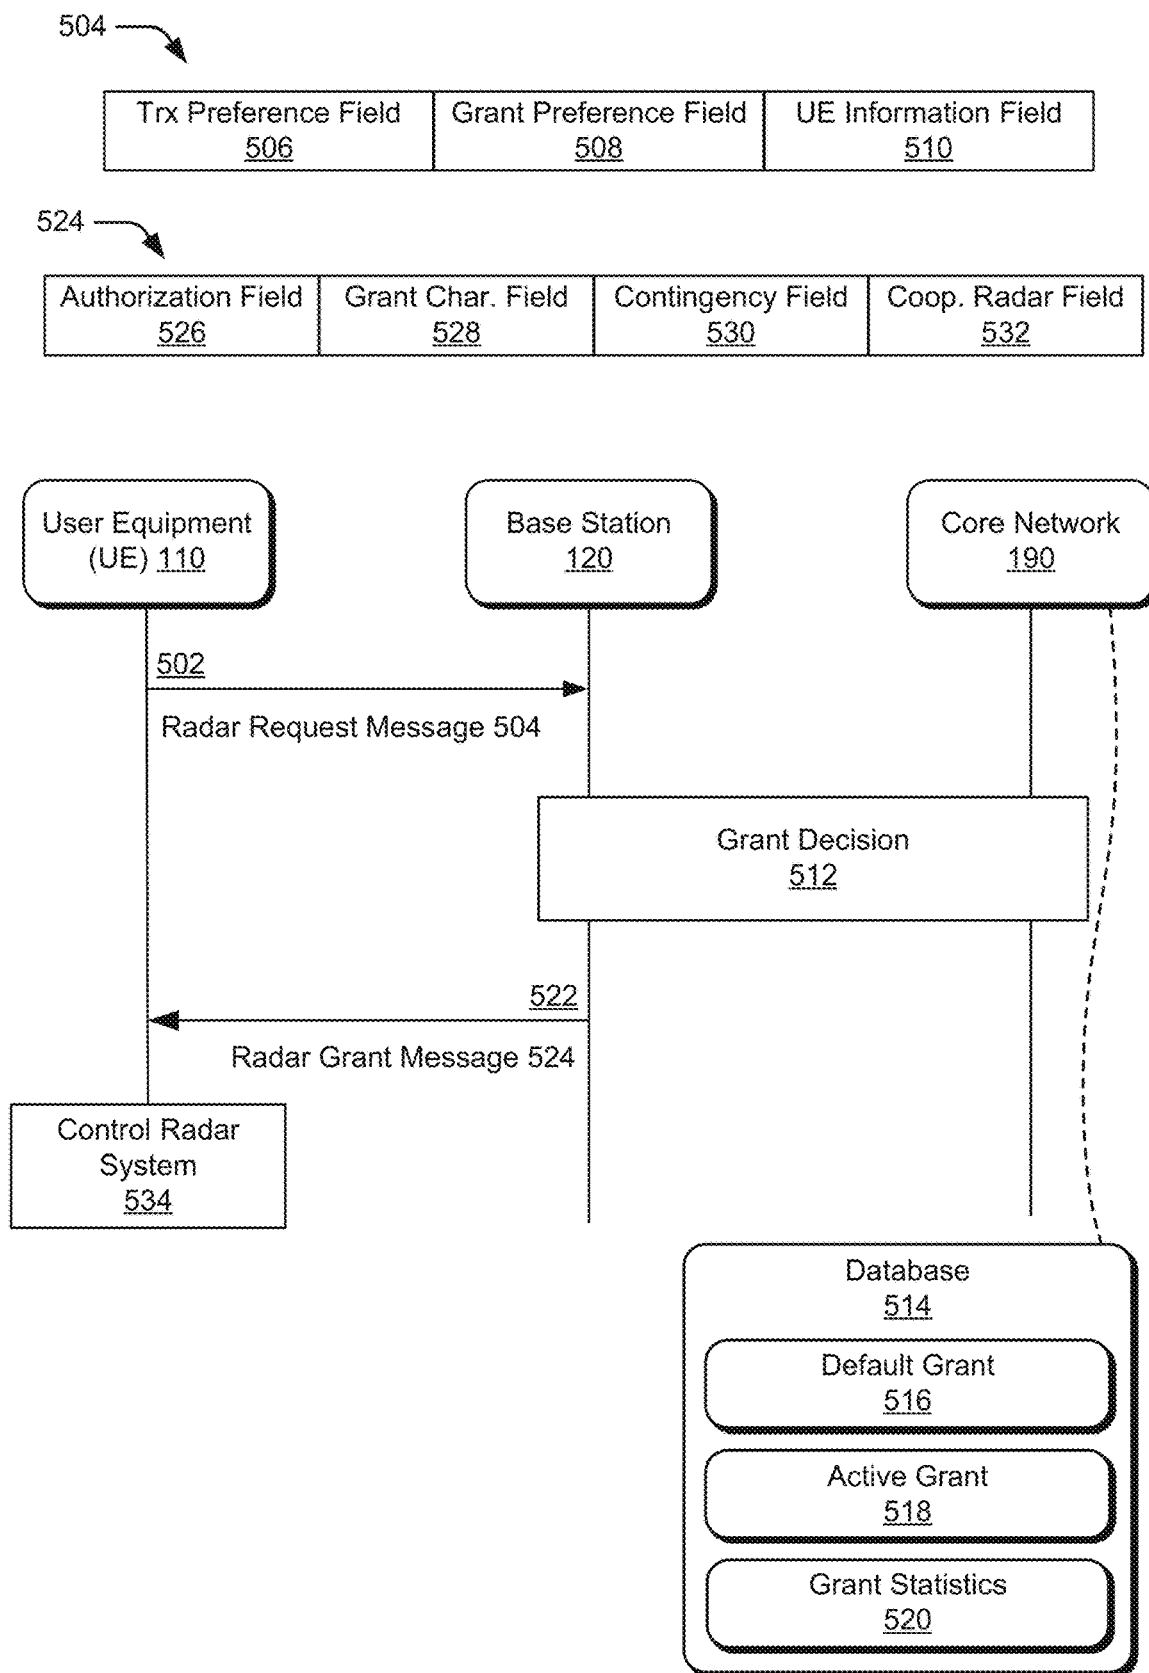 504
Trx Preference Field Grant Preference Field UE Information Field
506 508 510
524
Authorization Field Grant Char. Field Contingency Field Coop. Radar Field
526 528 530 532
User Equipment
(UE) 110
Base Station
120
Core Network
190
502
Radar Request Message 504
Grant Decision
512
522
Radar Grant Message 524
Control Radar
System
534
Database
514
Default Grant
516
Active Grant
518
Grant Statistics
520